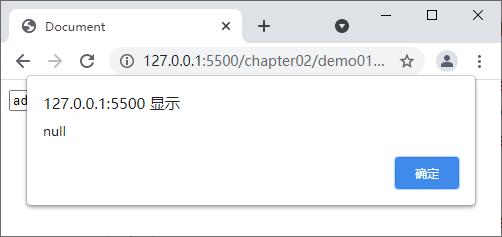 Document
127.0.0.1:5500/chapter02/demo01...
ad
127.0.0.1:5500 显示
null
确定